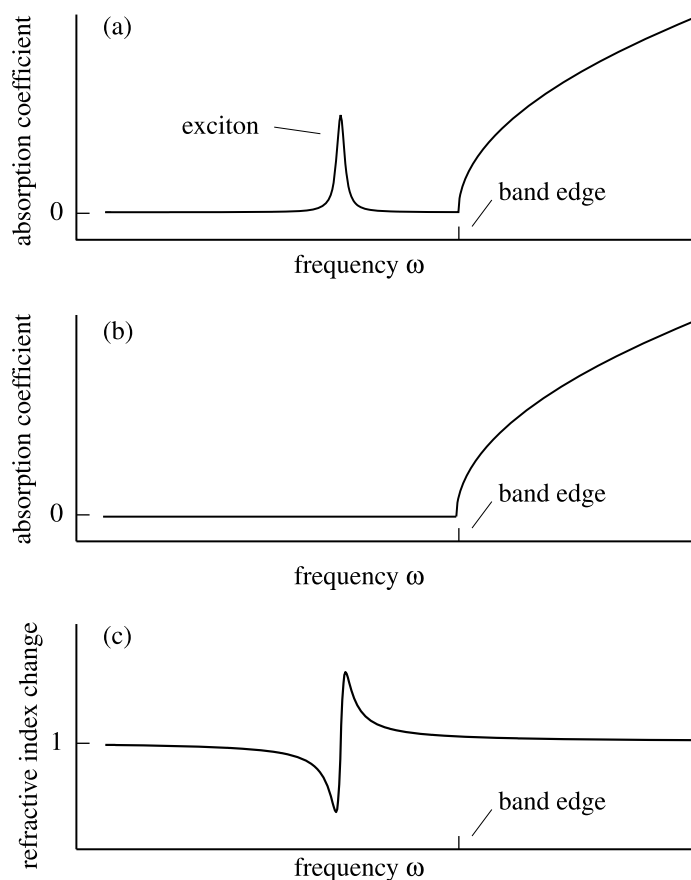 (a)
absorption coefficient
exciton
0
band edge
frequency ω
(b)
absorption coefficient
0
band edge
frequency ω
(c)
refractive index change
1
band edge
frequency ω